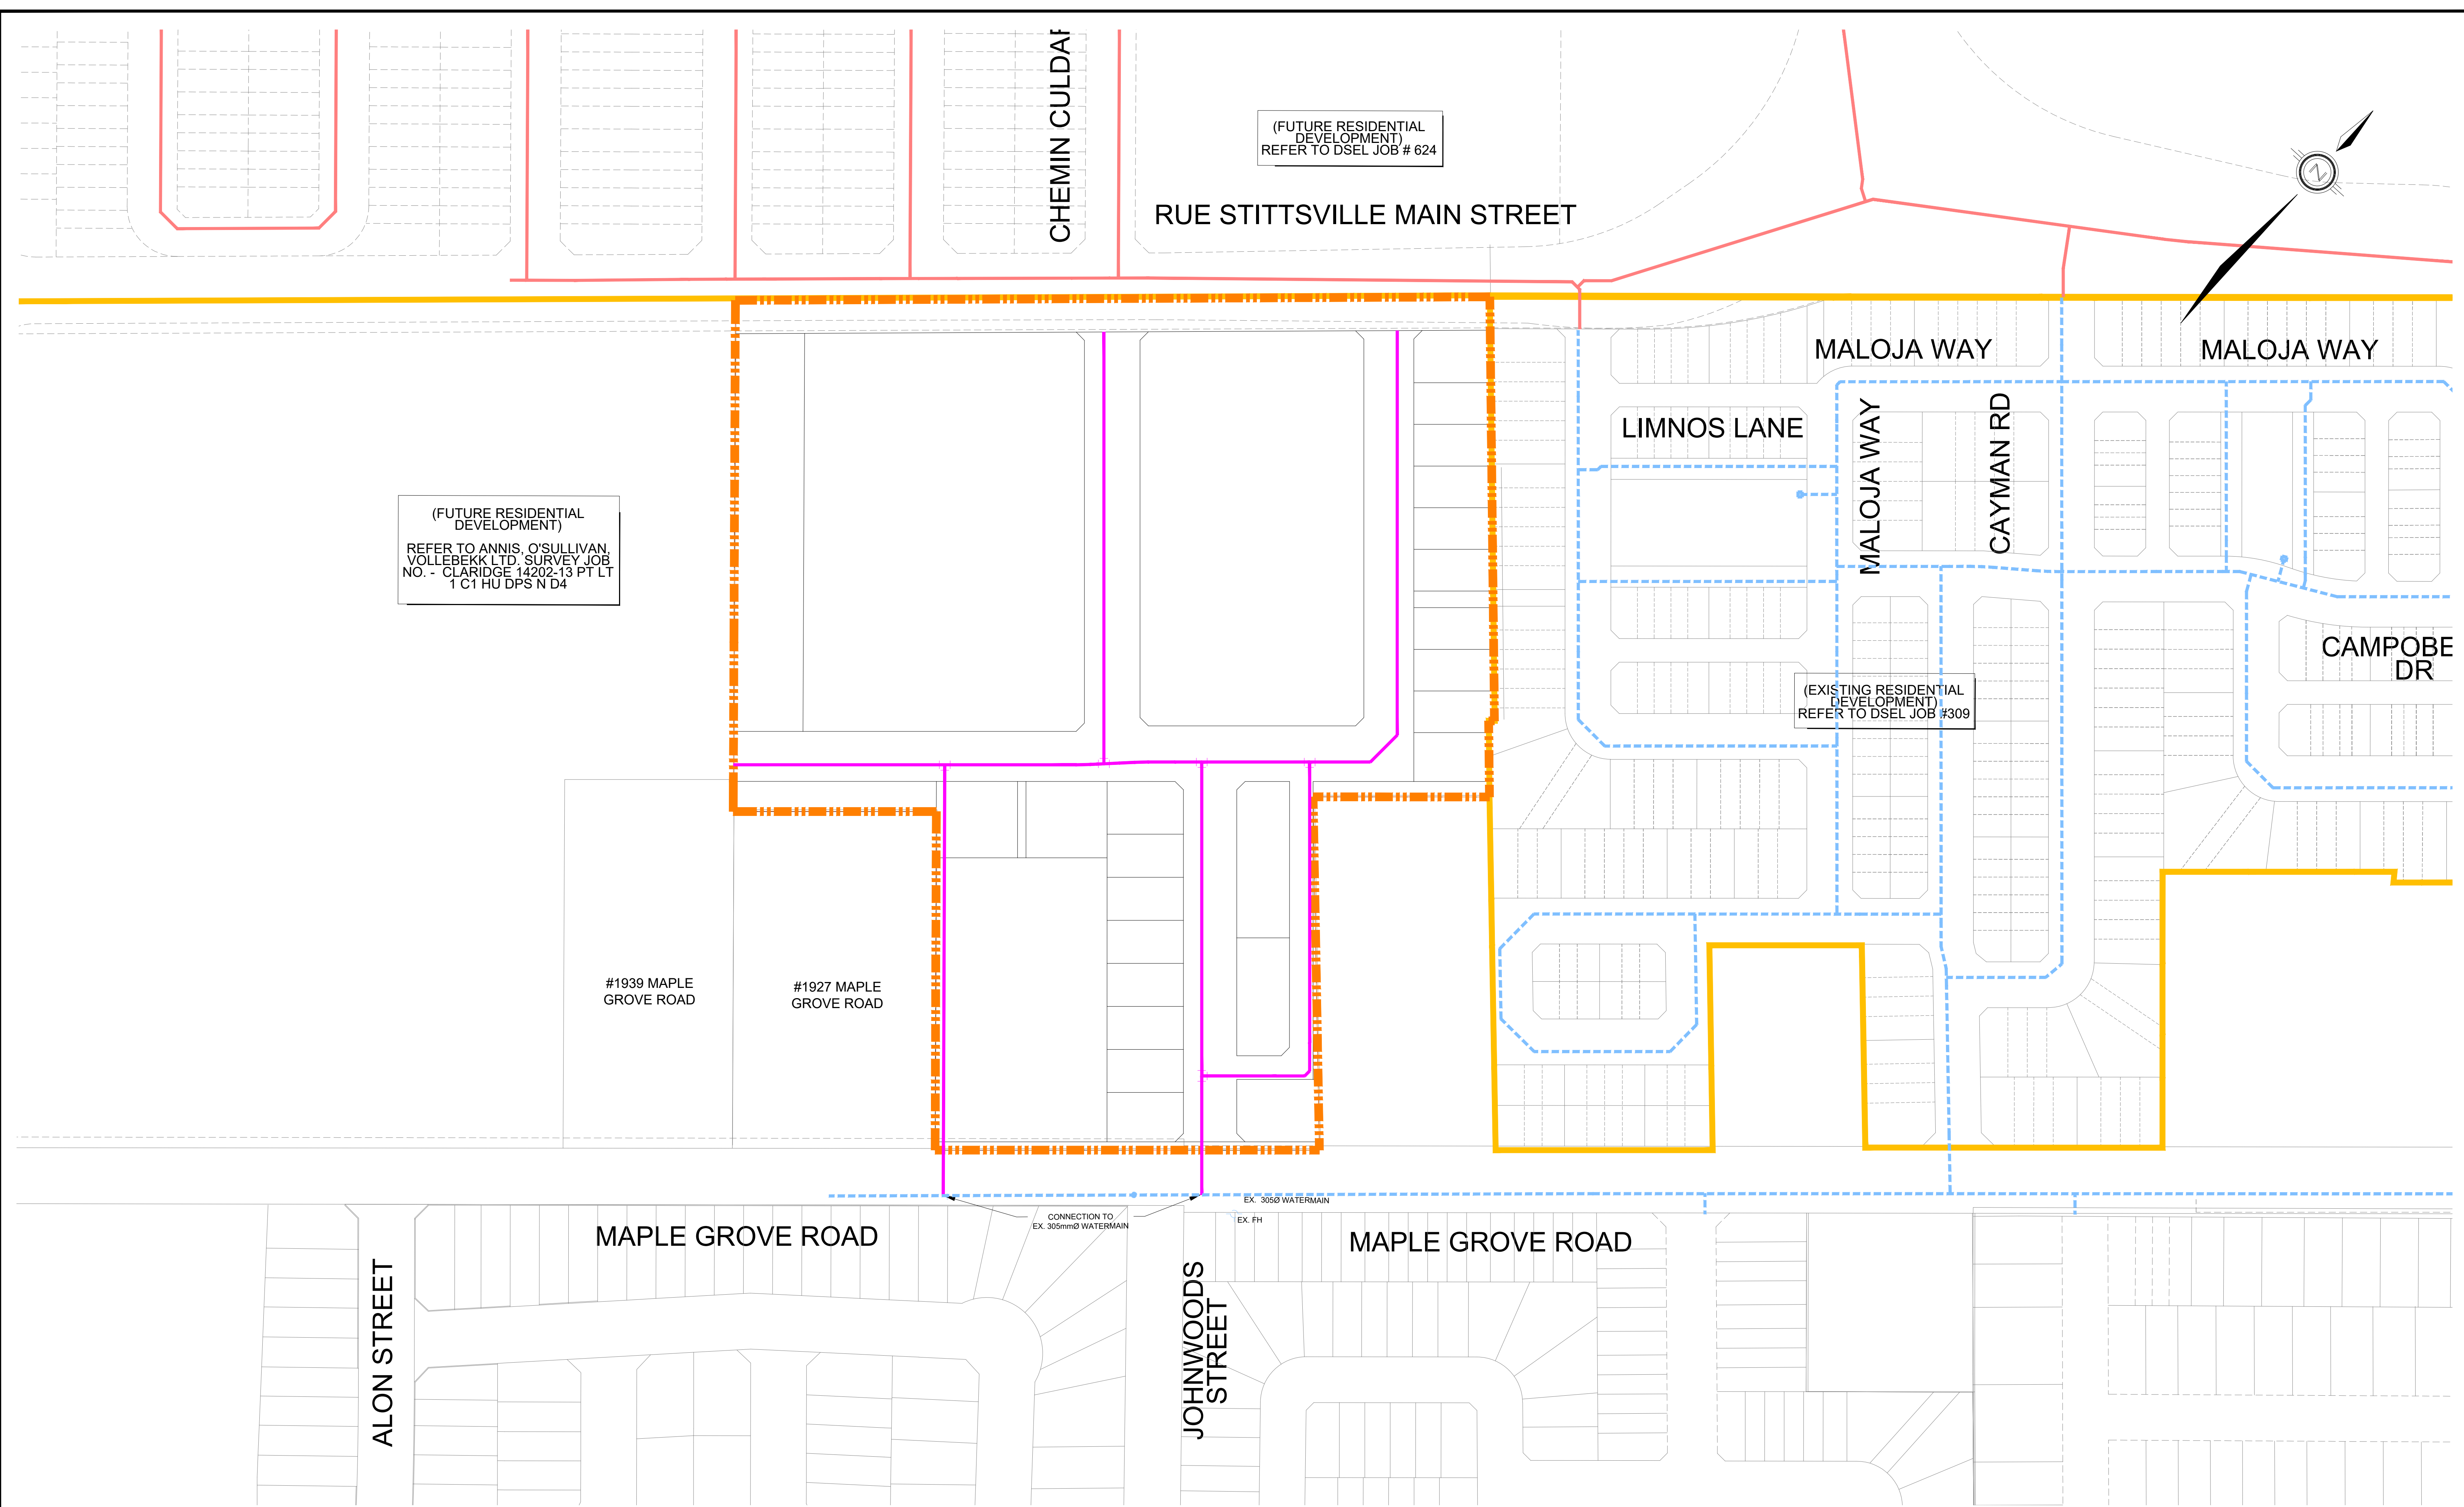 CHEMIN CULDAF
(FUTURE RESIDENTIAL
DEVELOPMENT)
REFER TO DSEL JOB # 624
RUE STITTSVILLE MAIN STREET
Z
MALOJA WAY
MALOJA WAY
LIMNOS LANE
MALOJA WAY
CAYMAN RD
(FUTURE RESIDENTIAL
DEVELOPMENT)
REFER TO ANNIS, O'SULLIVAN,
VOLLEBEKK LTD. SURVEY JOB
NO. - CLARIDGE 14202-13 PT LT
1 C1 HU DPS N D4
CAMPOBE
DR
(EXISTING RESIDENTIAL
DEVELOPMENT)
REFER TO DSEL JOB #309
#1939 MAPLE
GROVE ROAD
#1927 MAPLE
GROVE ROAD
EX. 305Ø WATERMAIN
CONNECTION TO
EX. 305mmØ WATERMAIN
EX. FH
MAPLE GROVE ROAD
MAPLE GROVE ROAD
ALON STREET
JOHNWOODS
STREET